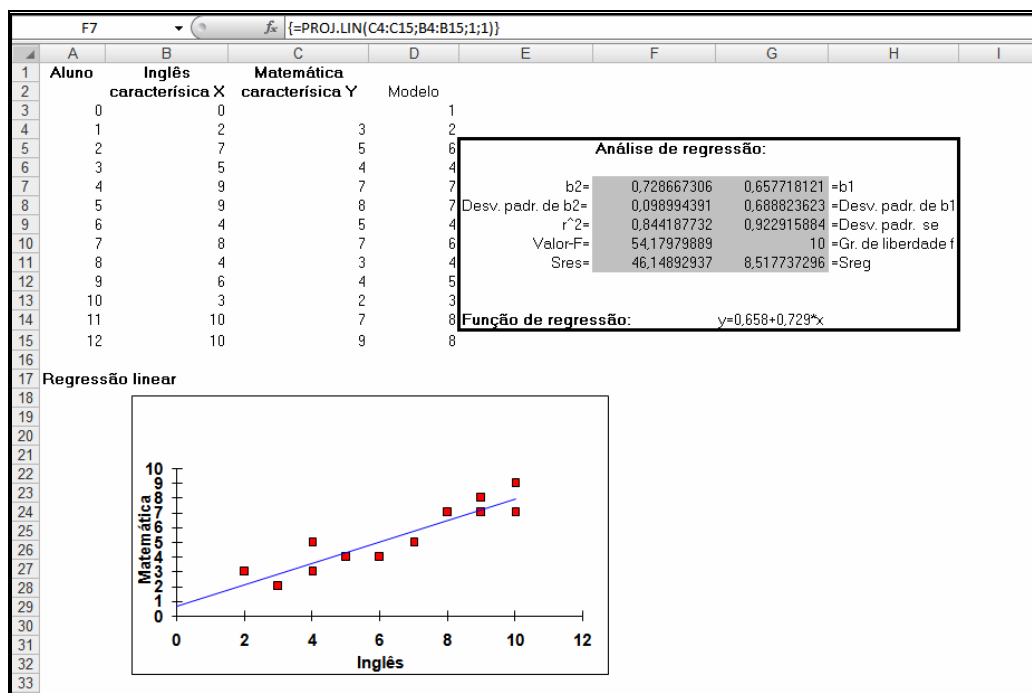 F7 fx {=PROJ.LIN(C4:C15;B4:B15;1;1)}
A B C D E F G H I
1 Aluno Inglês Matemática
2 caracterísica X caracterísica Y Modelo
3 0 0 1
4 1 2 3 2
5 2 7 5 6 Análise de regressão:
6 3 5 4 4
7 4 9 7 7 b2= 0,728667306 0,657718121 =b1
8 5 9 8 7 Desv. padr. de b2= 0,098994391 0,688823623 =Desv. padr. de b1
9 6 4 5 4 r^2= 0,844187732 0,922915884 =Desv. padr. se
10 7 8 7 6 Valor-F= 54,17979889 10 =Gr. de liberdade f
11 8 4 3 4 Sres= 46,14892937 8,517737296 =Sreg
12 9 6 4 5
13 10 3 2 3
14 11 10 7 8 Função de regressão: y=0,658+0,729*x
15 12 10 9 8
16
17 Regressão linear
18
19
20
21
22
23
24
25
26
27
28
29
30
31
32
33
10
9
8
7
6
5
4
3
2
1
0
Matemática
0 2 4 6 8 10 12
Inglês